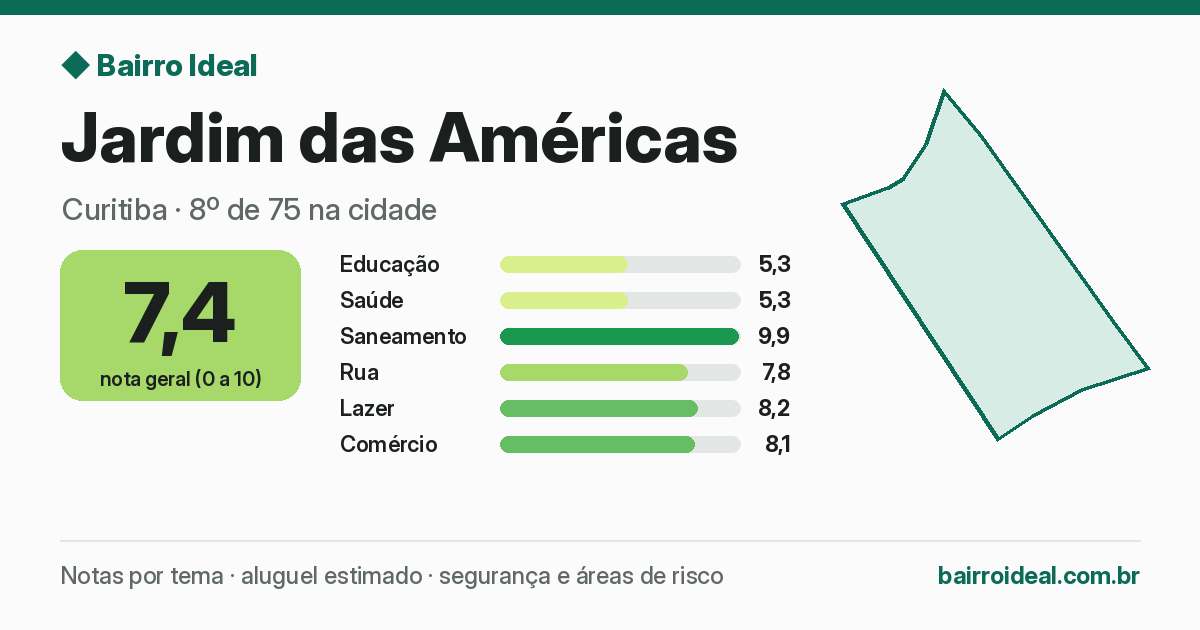 Bairro Ideal
Jardim das Américas
Curitiba · 8º de 75 na cidade
7,4
nota geral (0 a 10)
Educação 5,3
Saúde 5,3
Saneamento 9,9
Rua 7,8
Lazer 8,2
Comércio 8,1
Notas por tema · aluguel estimado · segurança e áreas de risco
bairroideal.com.br